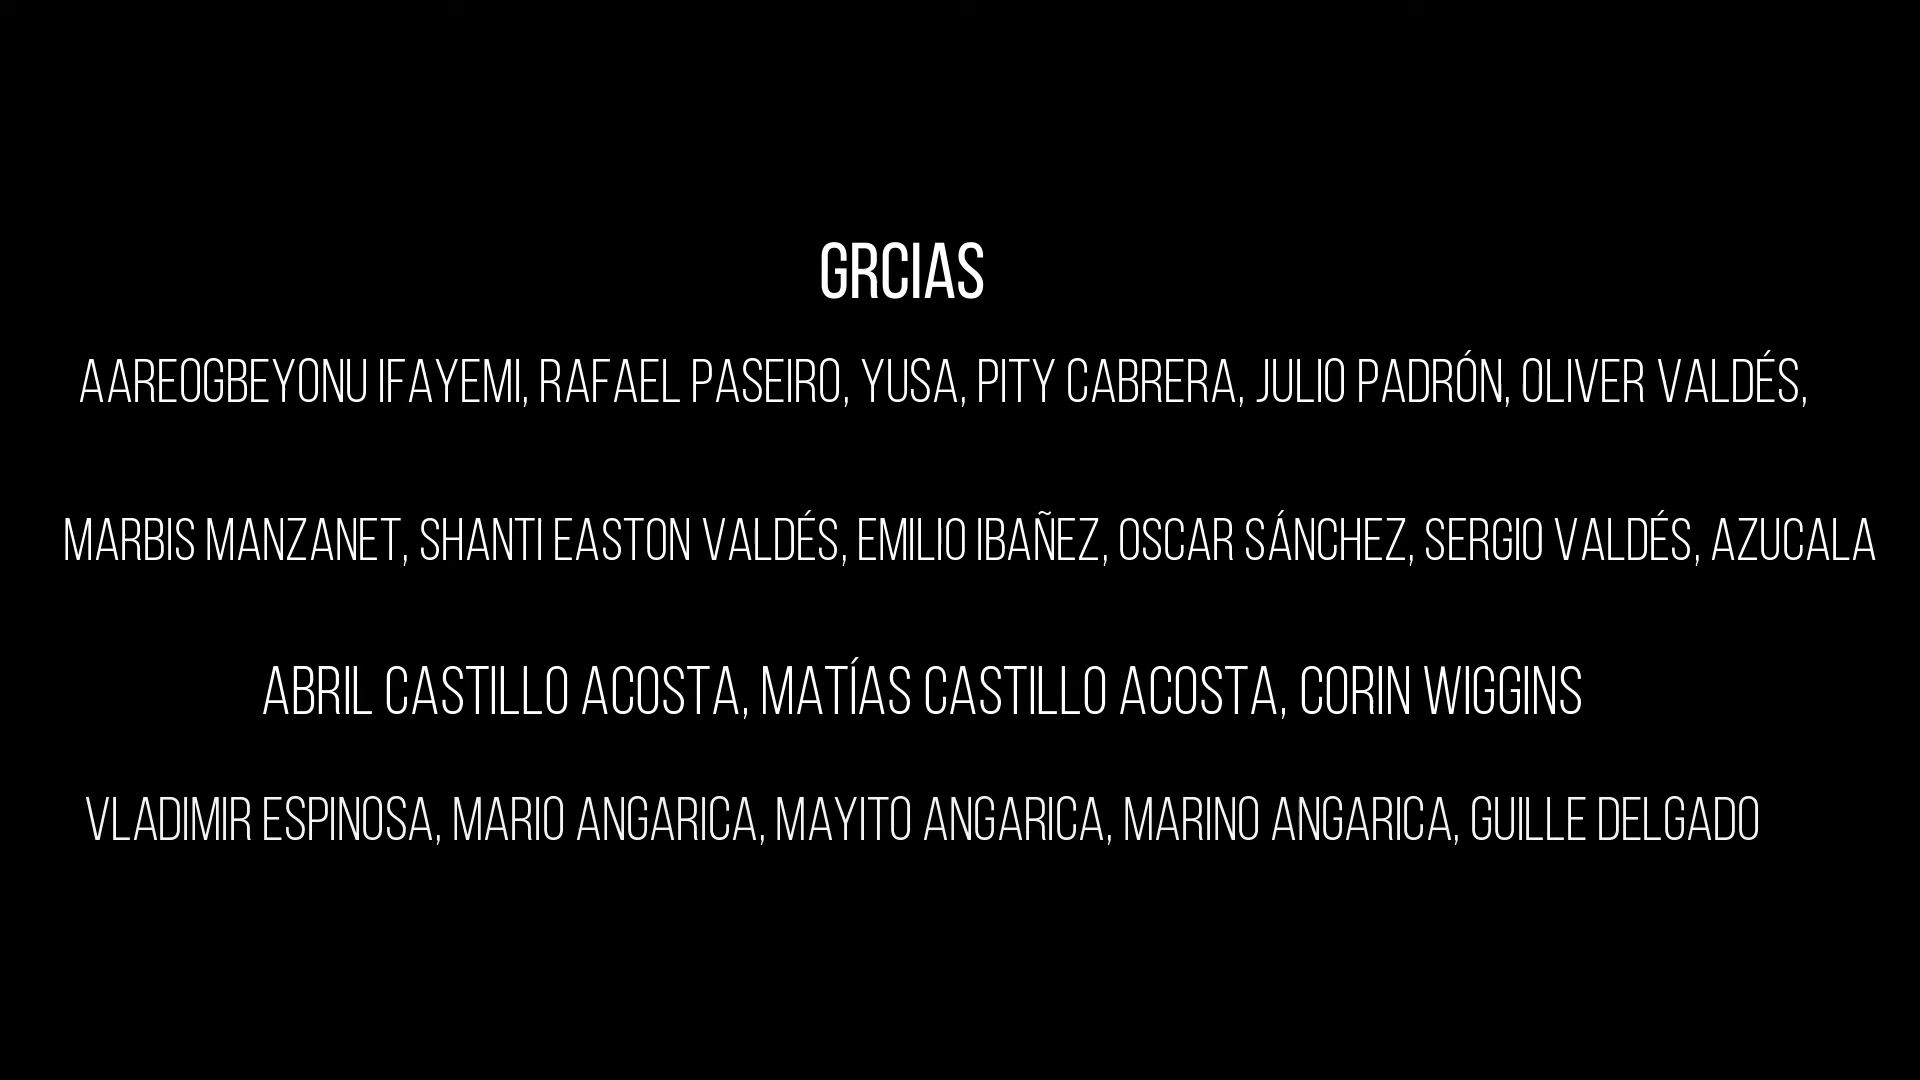 GRCIAS
AAREOGBEYONU IFAYEMI, RAFAEL PASEIRO, YUSA, PITY CABRERA, JULIO PADRÓN, OLIVER VALDÉS,
MARBIS MANZANET, SHANTI EASTON VALDÉS, EMILIO IBAÑEZ, OSCAR SÁNCHEZ, SERGIO VALDÉS, AZUCALA
ABRIL CASTILLO ACOSTA, MATÍAS CASTILLO ACOSTA, CORIN WIGGINS
VLADIMIR ESPINOSA, MARIO ANGARICA, MAYITO ANGARICA, MARINO ANGARICA, GUILLE DELGADO